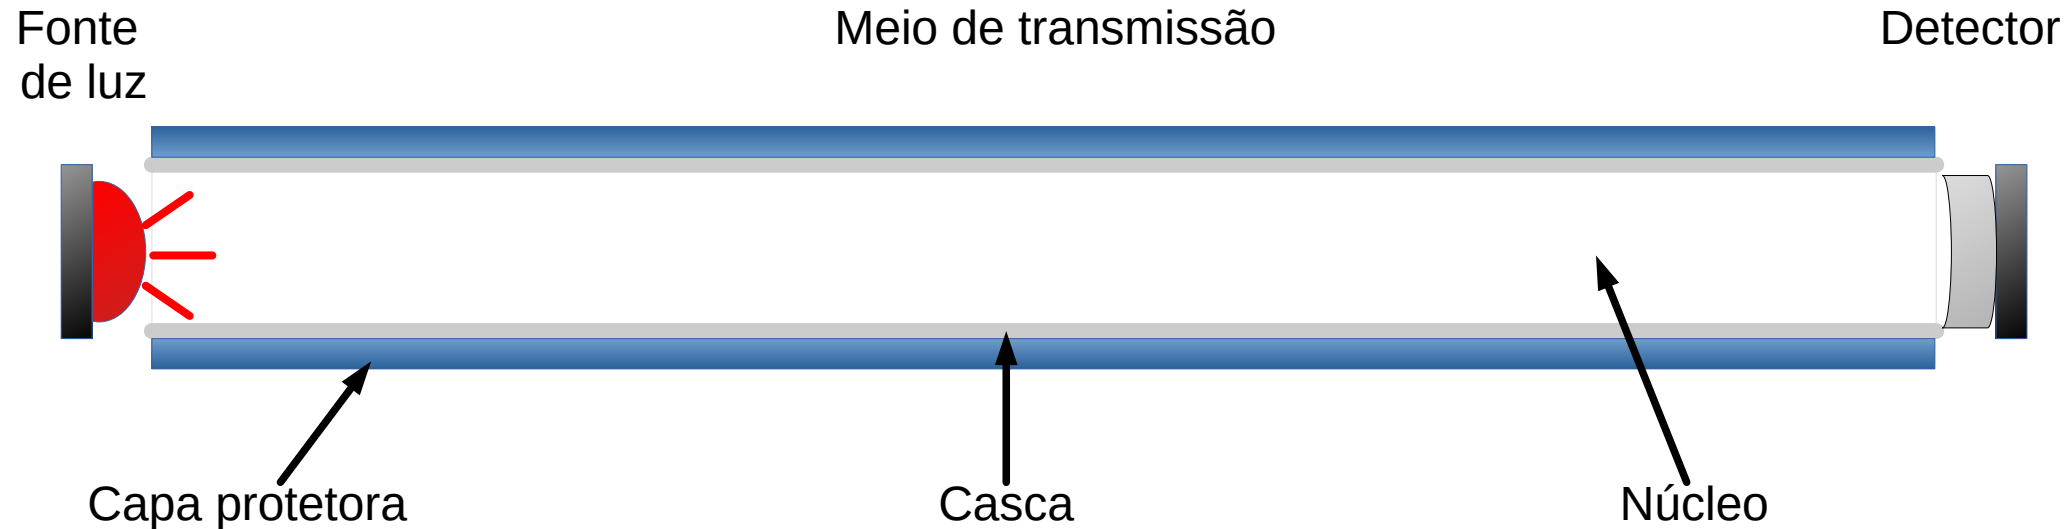 Fonte
de luz
Meio de transmissão
Detector
Capa protetora
Casca
Núcleo